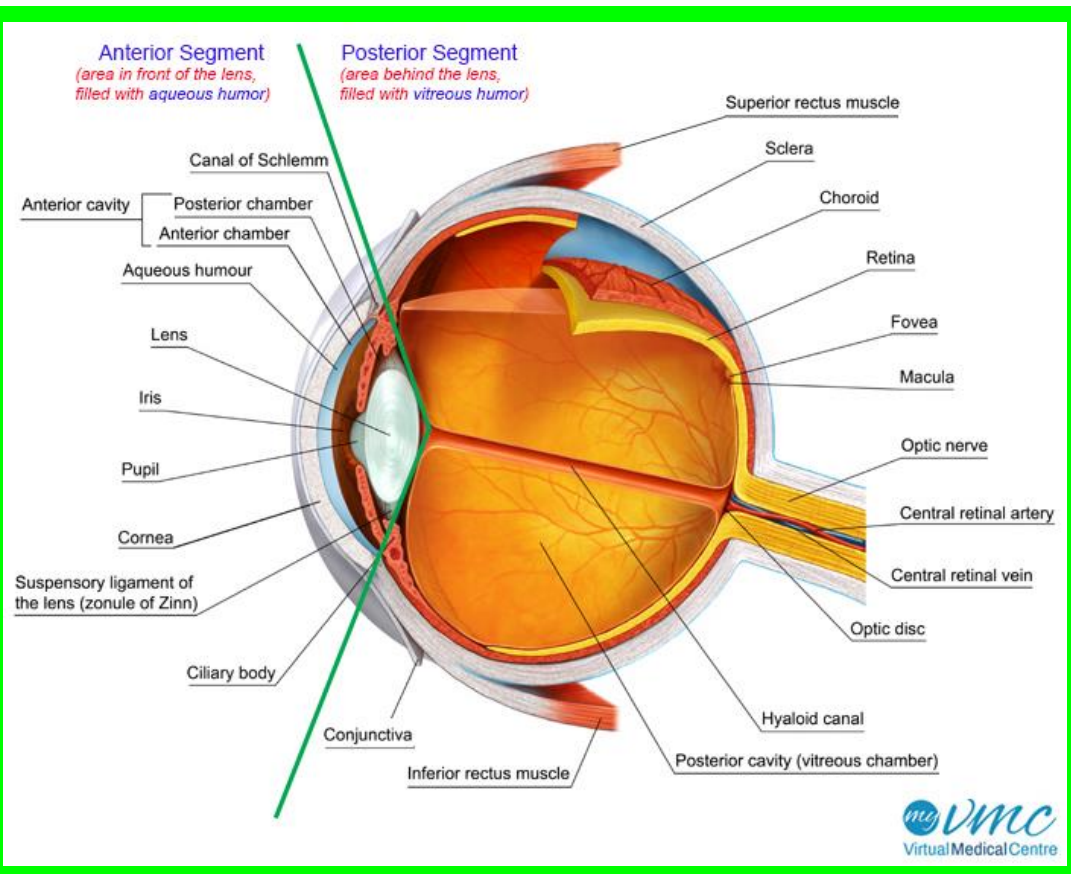 Anterior Segment
(area in front of the lens,
filled with aqueous humor)
Posterior Segment
(area behind the lens,
filled with vitreous humor)
Canal of Schlemm
Anterior cavity
Posterior chamber
Anterior chamber
Aqueous humour
Lens
Iris
Pupil
Cornea
Suspensory ligament of
the lens (zonule of Zinn)
Ciliary body
Conjunctiva
Inferior rectus muscle
Superior rectus muscle
Sclera
Choroid
Retina
Fovea
Macula
Optic nerve
Central retinal artery
Central retinal vein
Optic disc
Hyaloid canal
Posterior cavity (vitreous chamber)
my VMC
Virtual Medical Centre